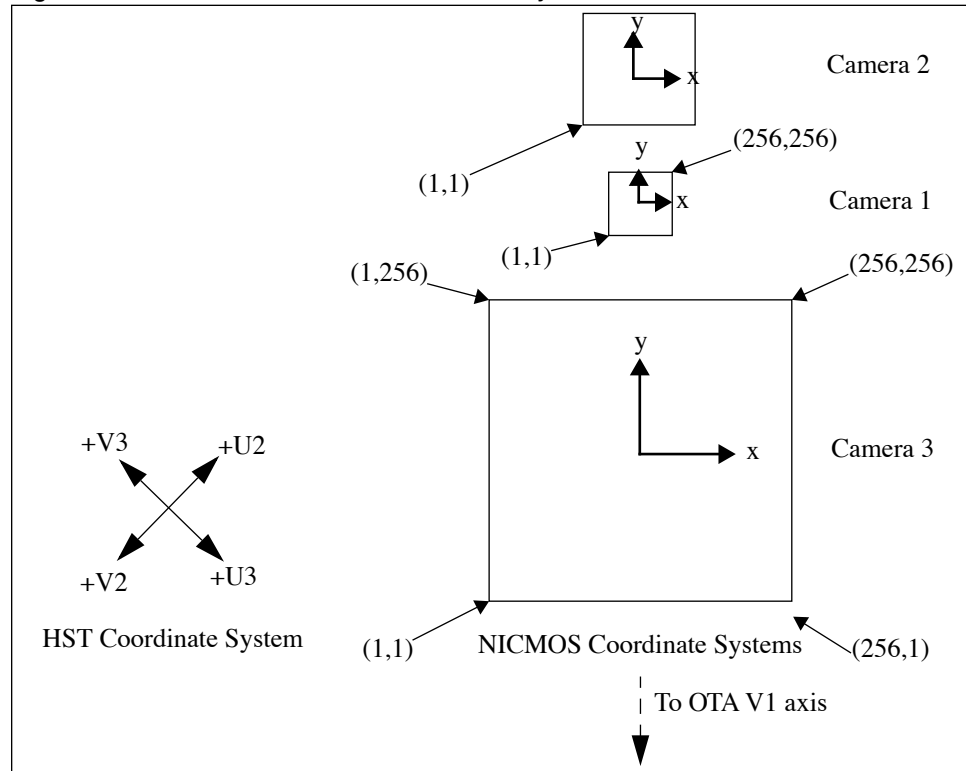 y
x
Camera 2
(256,256)
(1,1)
y
x
Camera 1
(1,1)
(1,256)
(256,256)
y
x
Camera 3
+V3
+U2
+V2
+U3
HST Coordinate System
(1,1)
NICMOS Coordinate Systems
(256,1)
To OTA V1 axis